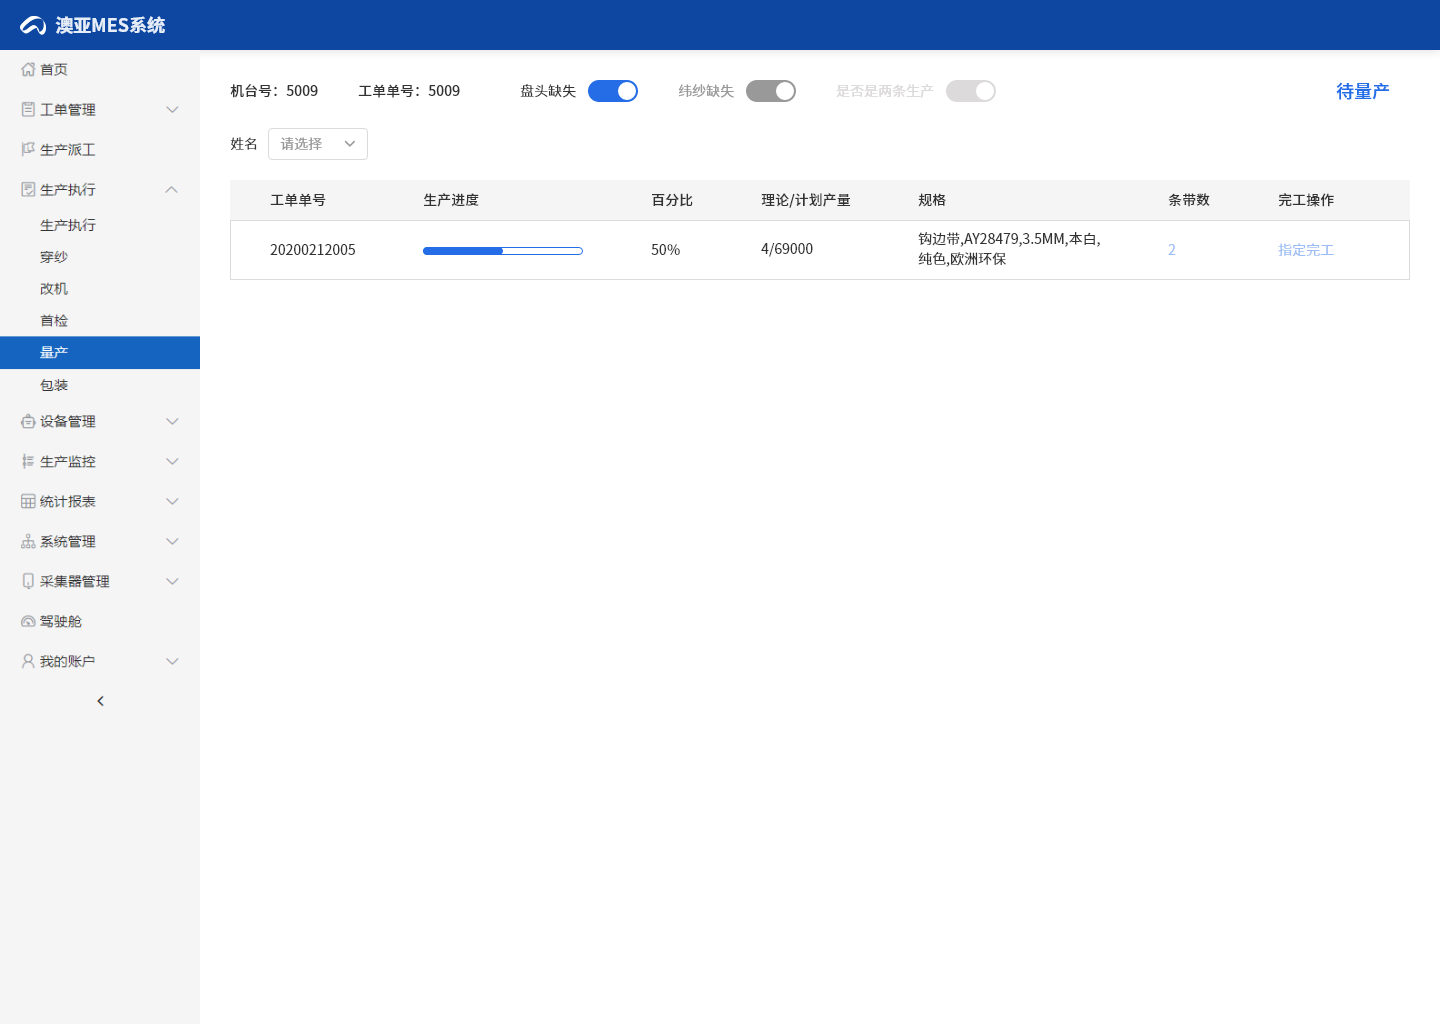 澳亚MES系统
首页
工单管理
生产派工
生产执行
生产执行
穿纱
改机
首检
量产
包装
设备管理
生产监控
统计报表
系统管理
采集器管理
驾驶舱
我的账户
机台号：5009 工单单号：5009 盘头缺失 纬纱缺失 是否是两条生产 待量产
姓名 请选择
工单单号 生产进度 百分比 理论/计划产量 规格 条带数 完工操作
20200212005 50% 4/69000 钩边带,AY28479,3.5MM,本白, 2 指定完工
纯色,欧洲环保